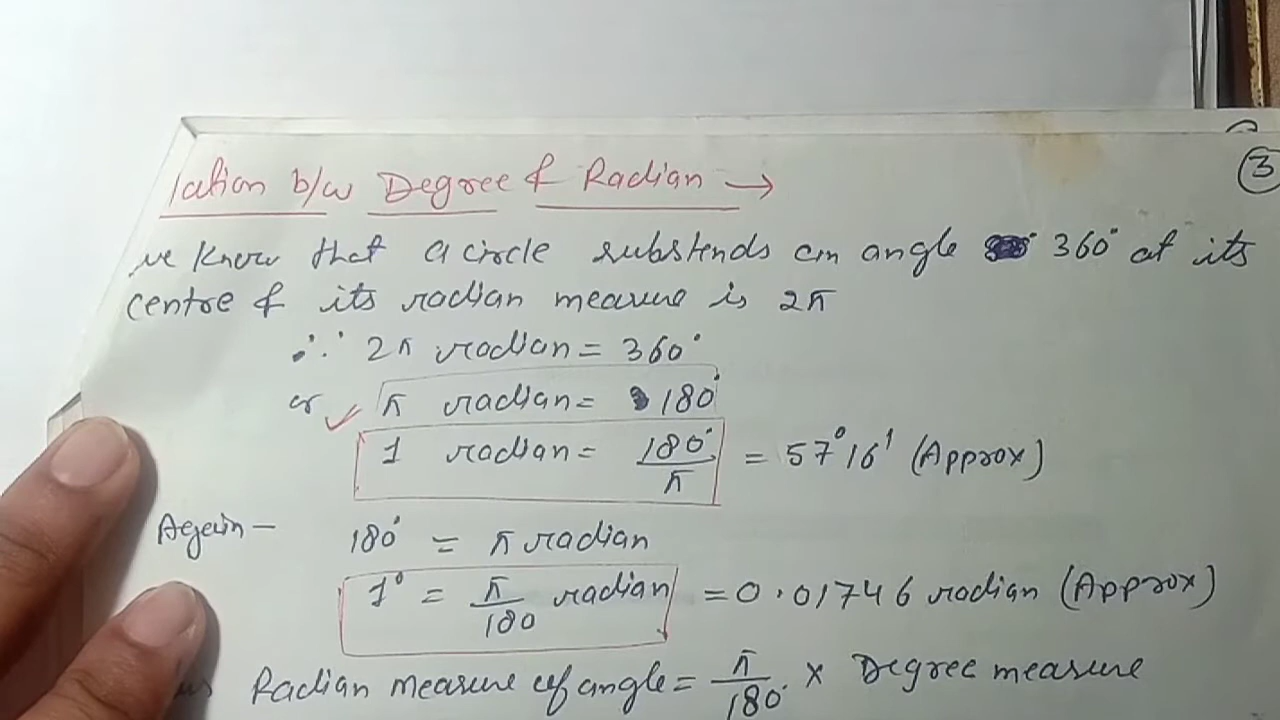 3
lation b/w Degree & Radian →
we know that a circle substends an angle 360° at its
centre & its radian measure is 2π
∴ 2π radian = 360°
or ✓ π radian = 180°
1 radian = 180°/π = 57°16' (Approx)
Again - 180° = π radian
1° = π/180 radian = 0.01746 radian (Approx)
Radian measure of angle = π/180° × Degree measure